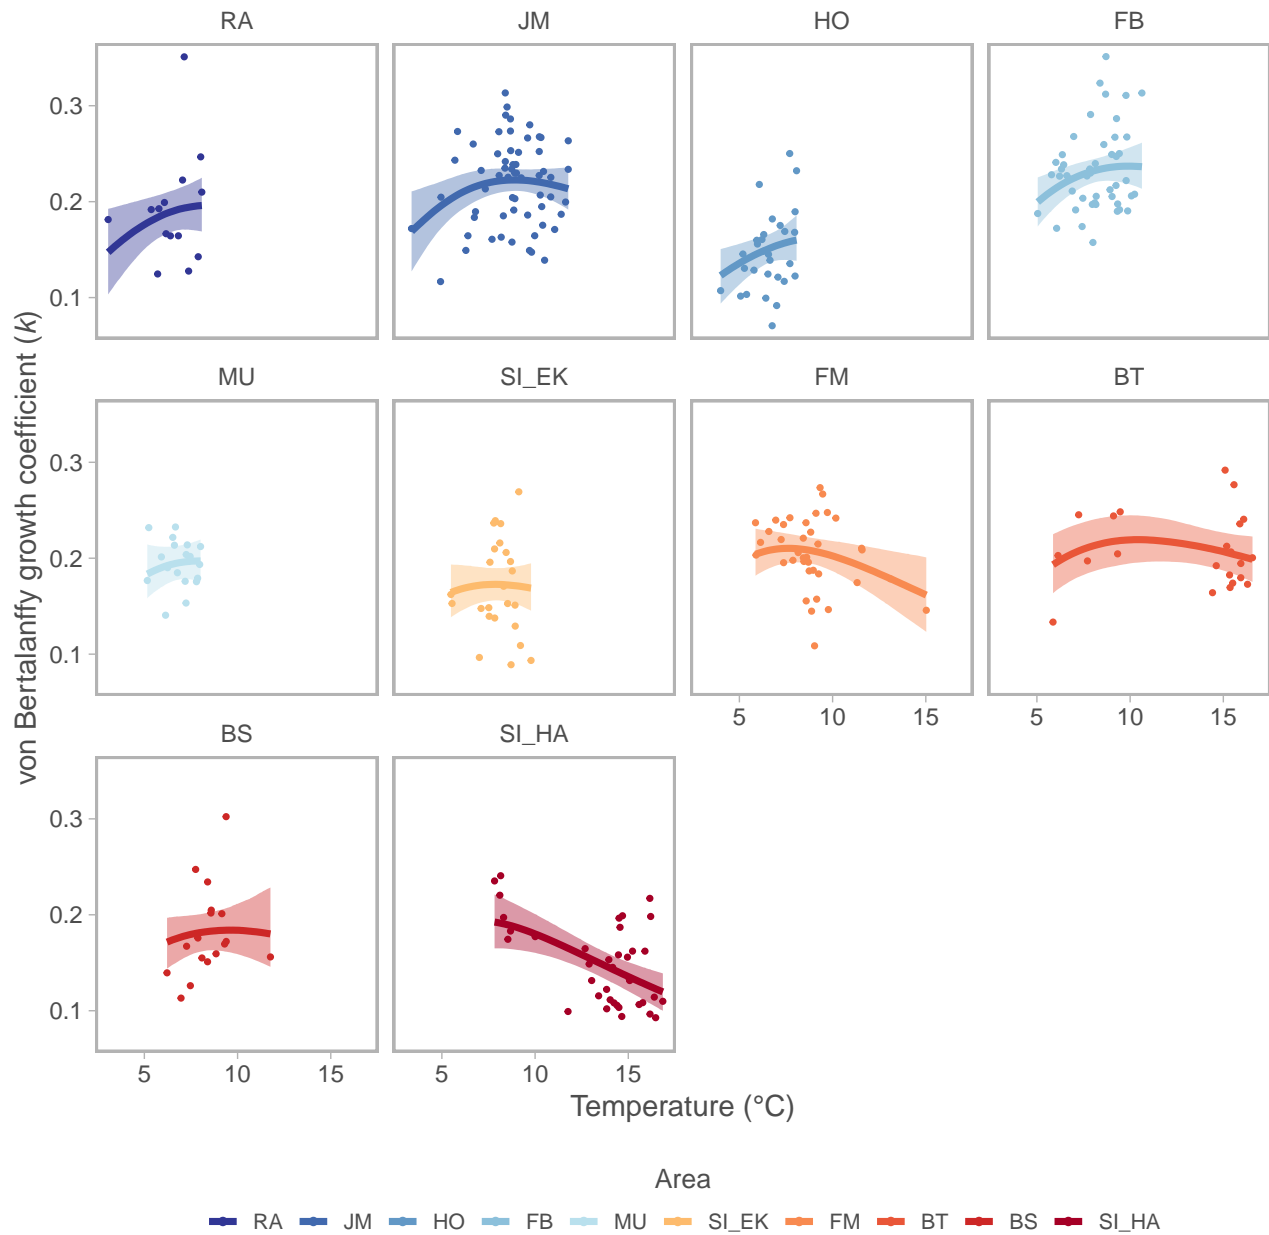 RA JM HO FB
0.3
0.2
0.1
MU SI_EK FM BT
0.3
0.2
0.1
5 10 15 5 10 15
BS SI_HA
0.3
0.2
0.1
5 10 15 5 10 15
von Bertalanffy growth coefficient (k)
Temperature (°C)
Area
RA JM HO FB MU SI_EK FM BT BS SI_HA